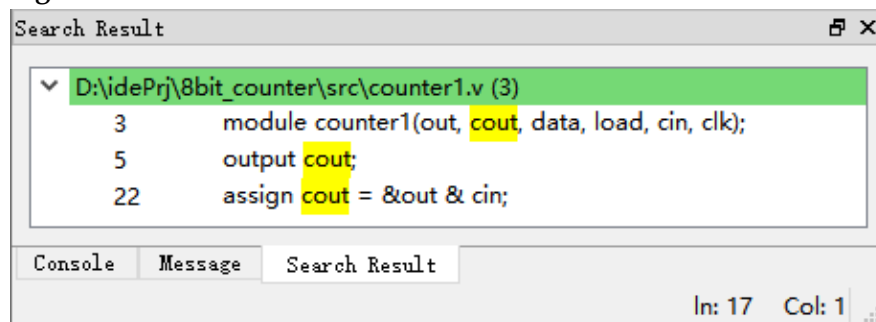 Search Result
D:\idePrj\8bit_counter\src\counter1.v (3)
3 module counter1(out, cout, data, load, cin, clk);
5 output cout;
22 assign cout = &out & cin;
Console Message Search Result
ln: 17 Col: 1